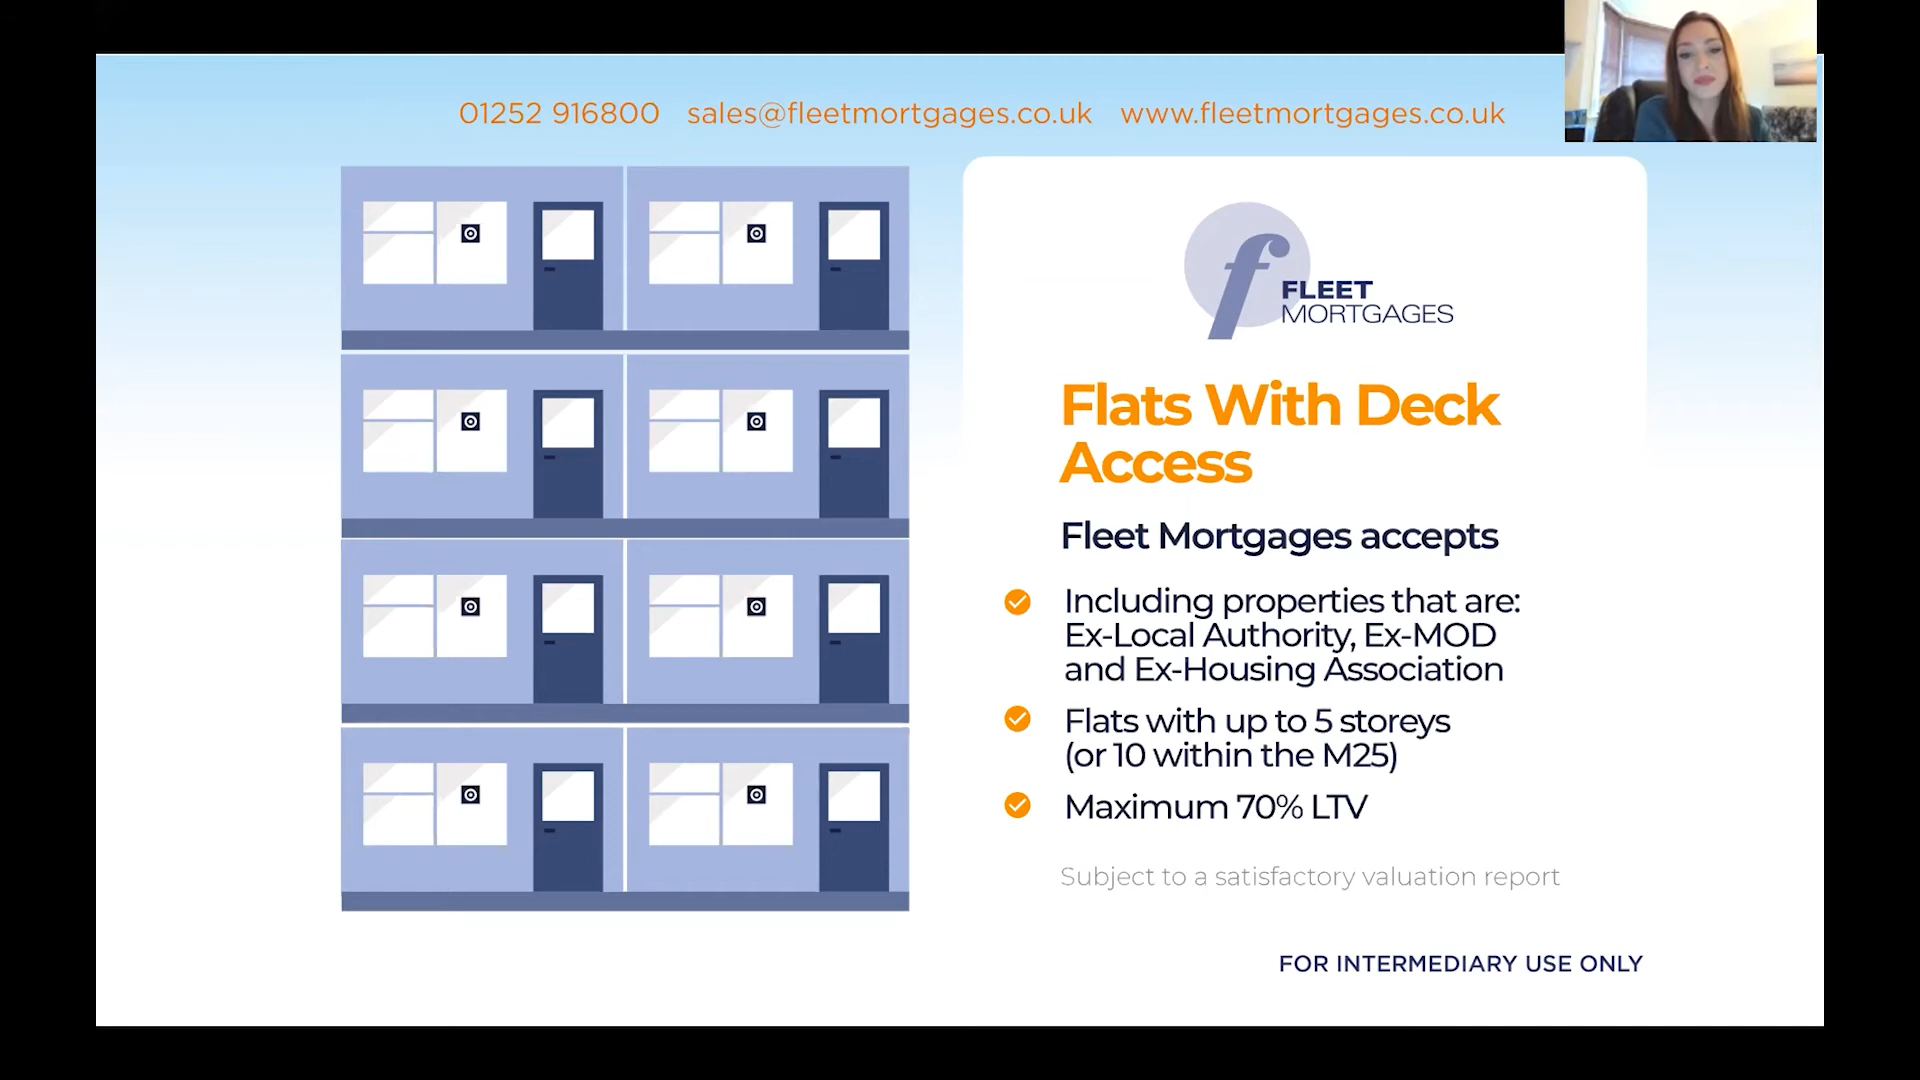 01252 916800 sales@fleetmortgages.co.uk www.fleetmortgages.co.uk
f
FLEET
MORTGAGES
Flats With Deck
Access
Fleet Mortgages accepts
Including properties that are:
Ex-Local Authority, Ex-MOD
and Ex-Housing Association
Flats with up to 5 storeys
(or 10 within the M25)
Maximum 70% LTV
Subject to a satisfactory valuation report
FOR INTERMEDIARY USE ONLY